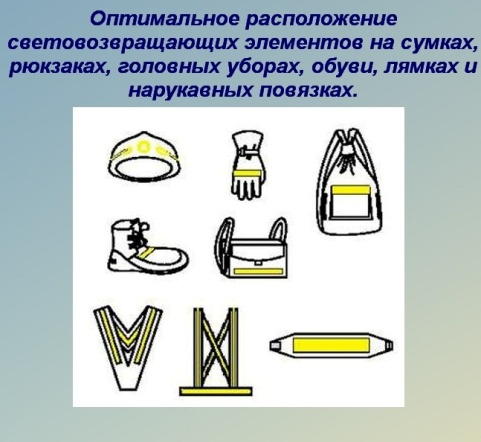 Оптимальное расположение
световозвращающих элементов на сумках,
рюкзаках, головных уборах, обуви, лямках и
нарукавных повязках.